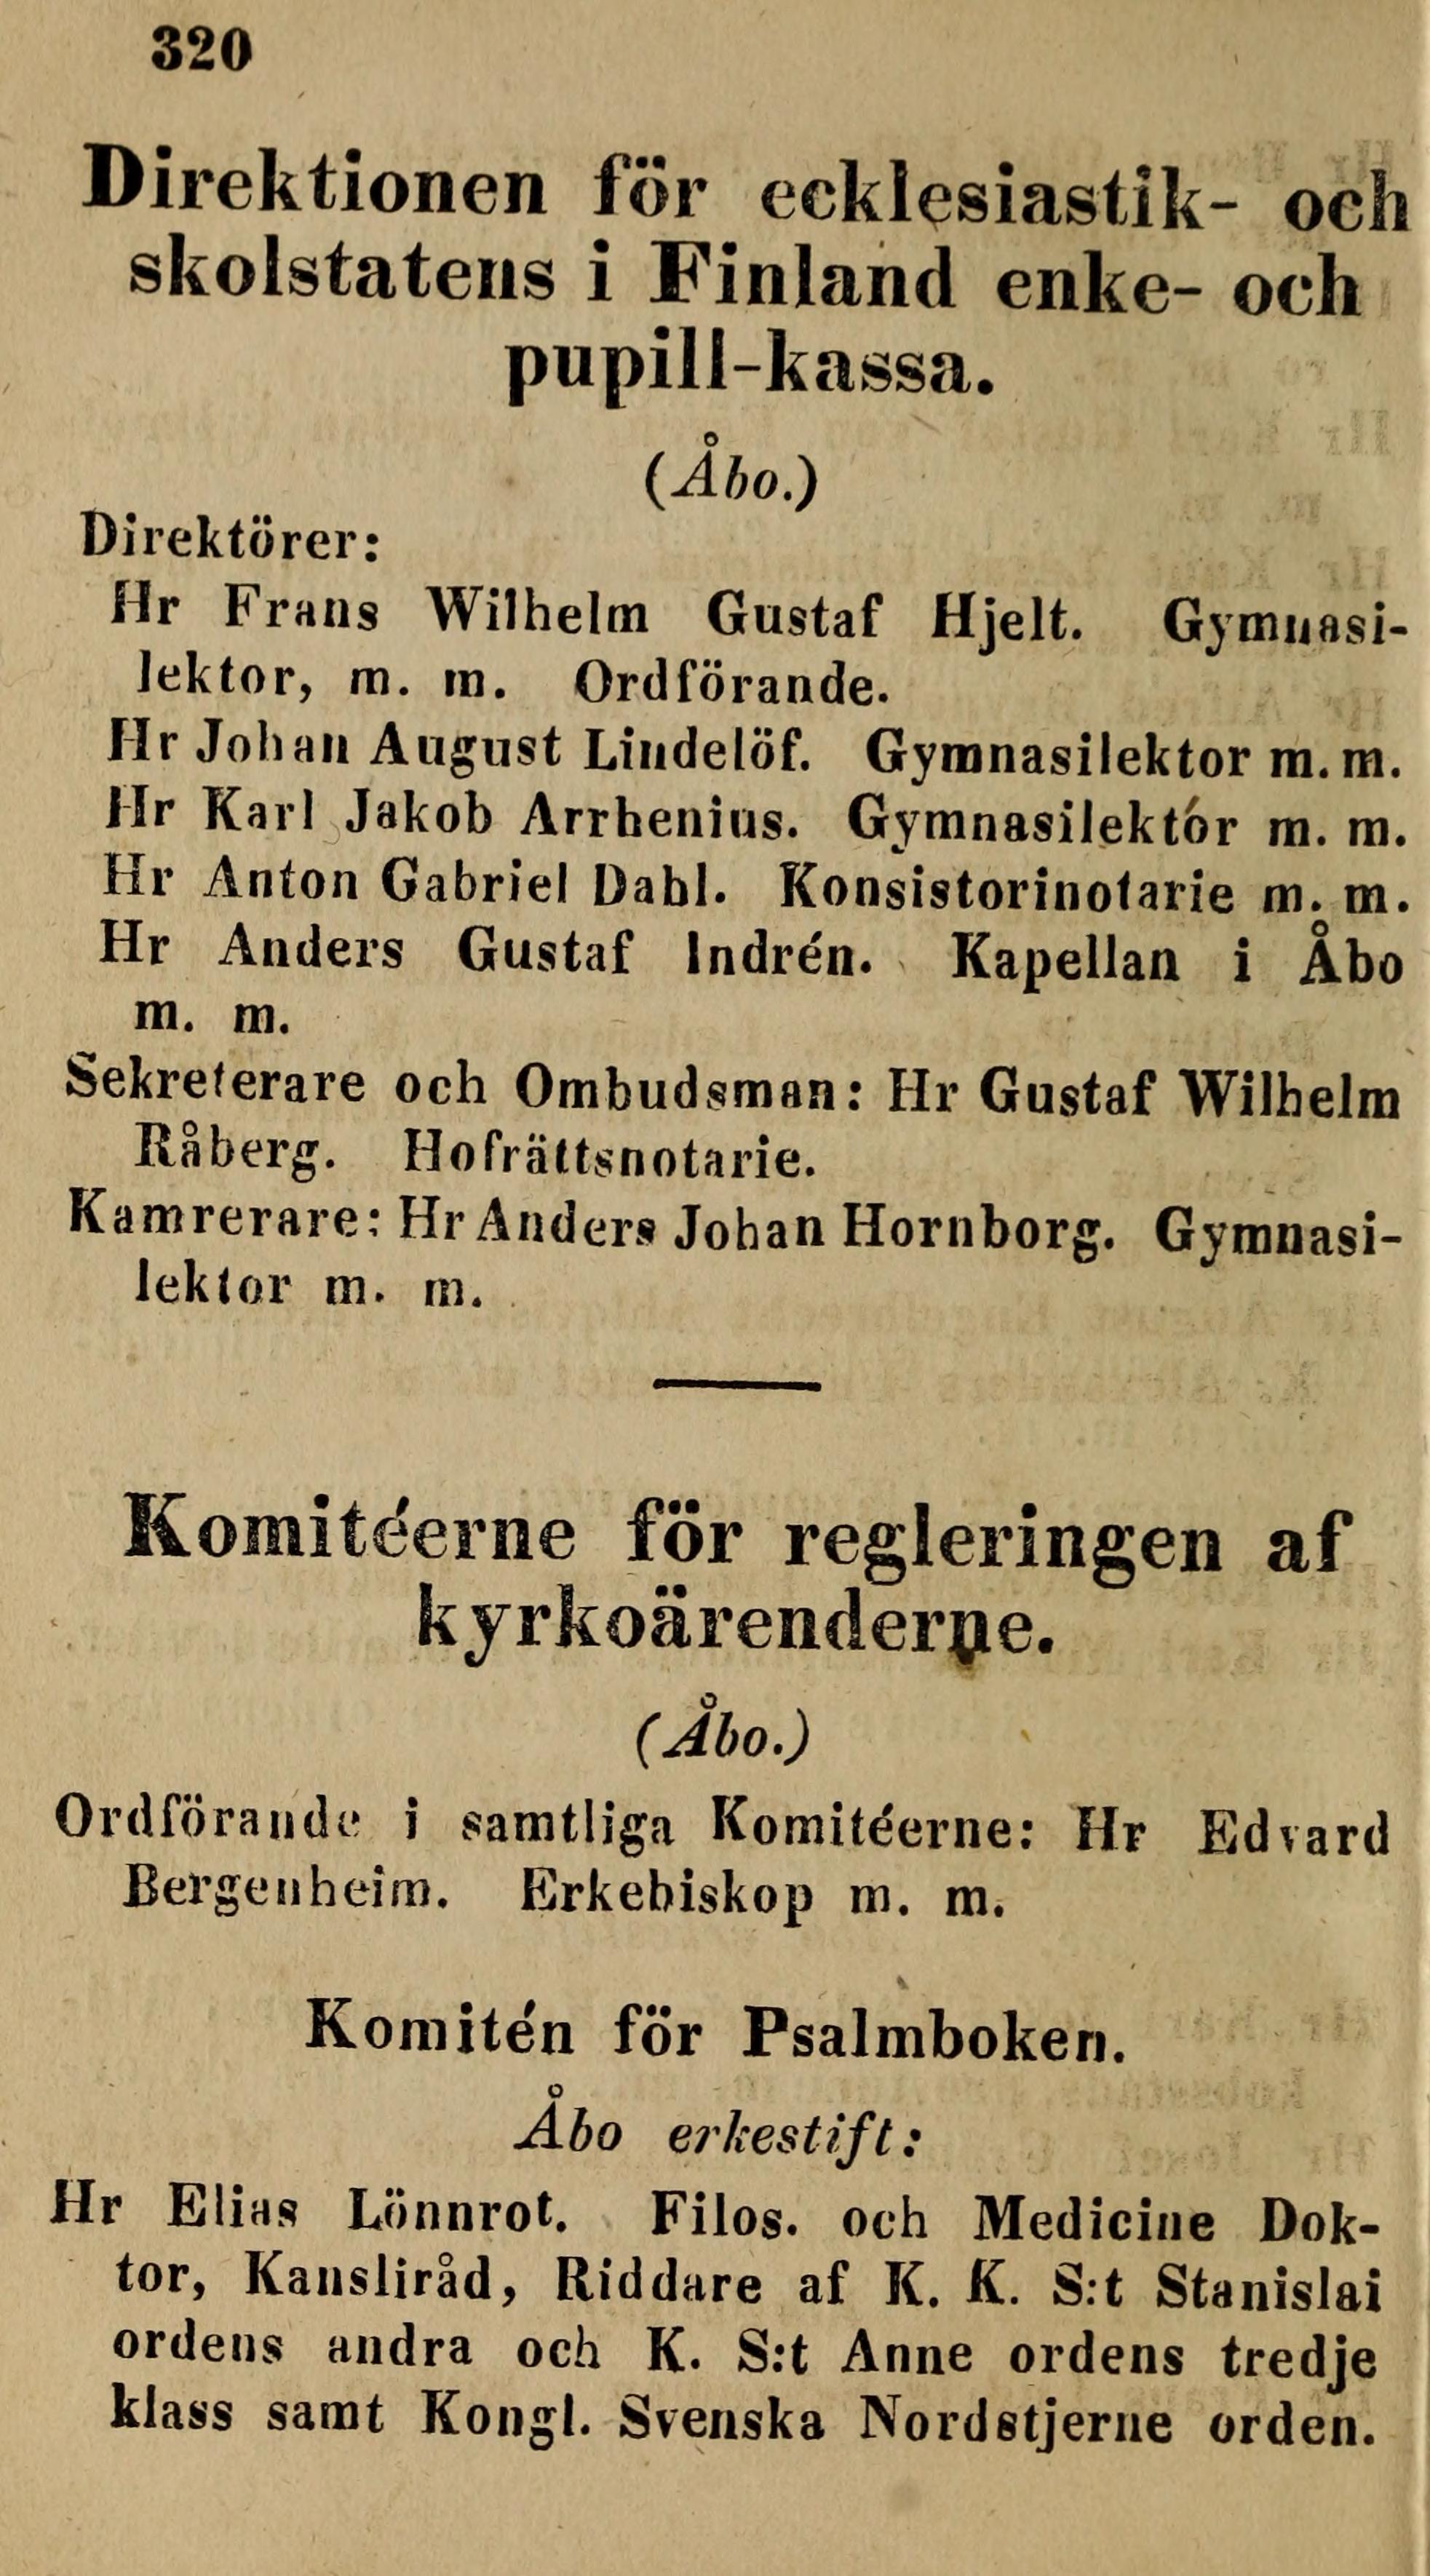 320
Direktionen för ecklesiastik- och
skolstatens i Finland enke- och
pupill-kassa.
(Åbo.)
Direktörer:
Hr Frans Wilhelm Gustaf Hjelt. Gymnasi-
lektor, m. m. Ordförande.
Hr Johan August Lindelöf. Gymnasilektor m. m.
Hr Karl Jakob Arrhenius. Gymnasilektor m. m.
Hr Anton Gabriel Dahl. Konsistorinotarie m. m.
Hr Anders Gustaf Indrén. Kapellan i Åbo
m. m.
Sekreterare och Ombudsman: Hr Gustaf Wilhelm
Råberg. Hofrättsnotarie.
Kamrerare: Hr Anders Johan Hornborg. Gymnasi-
lektor m. m.
Komitéerne för regleringen af
kyrkoärenderne.
(Åbo.)
Ordförande i samtliga Komitéerne: Hr Edvard
Bergenheim. Erkebiskop m. m.
Komitén för Psalmboken.
Åbo erkestift:
Hr Elias Lönnrot. Filos. och Medicine Dok-
tor, Kansliråd, Riddare af K. K. S:t Stanislai
ordens andra och K. S:t Anne ordens tredje
klass samt Kongl. Svenska Nordstjerne orden.